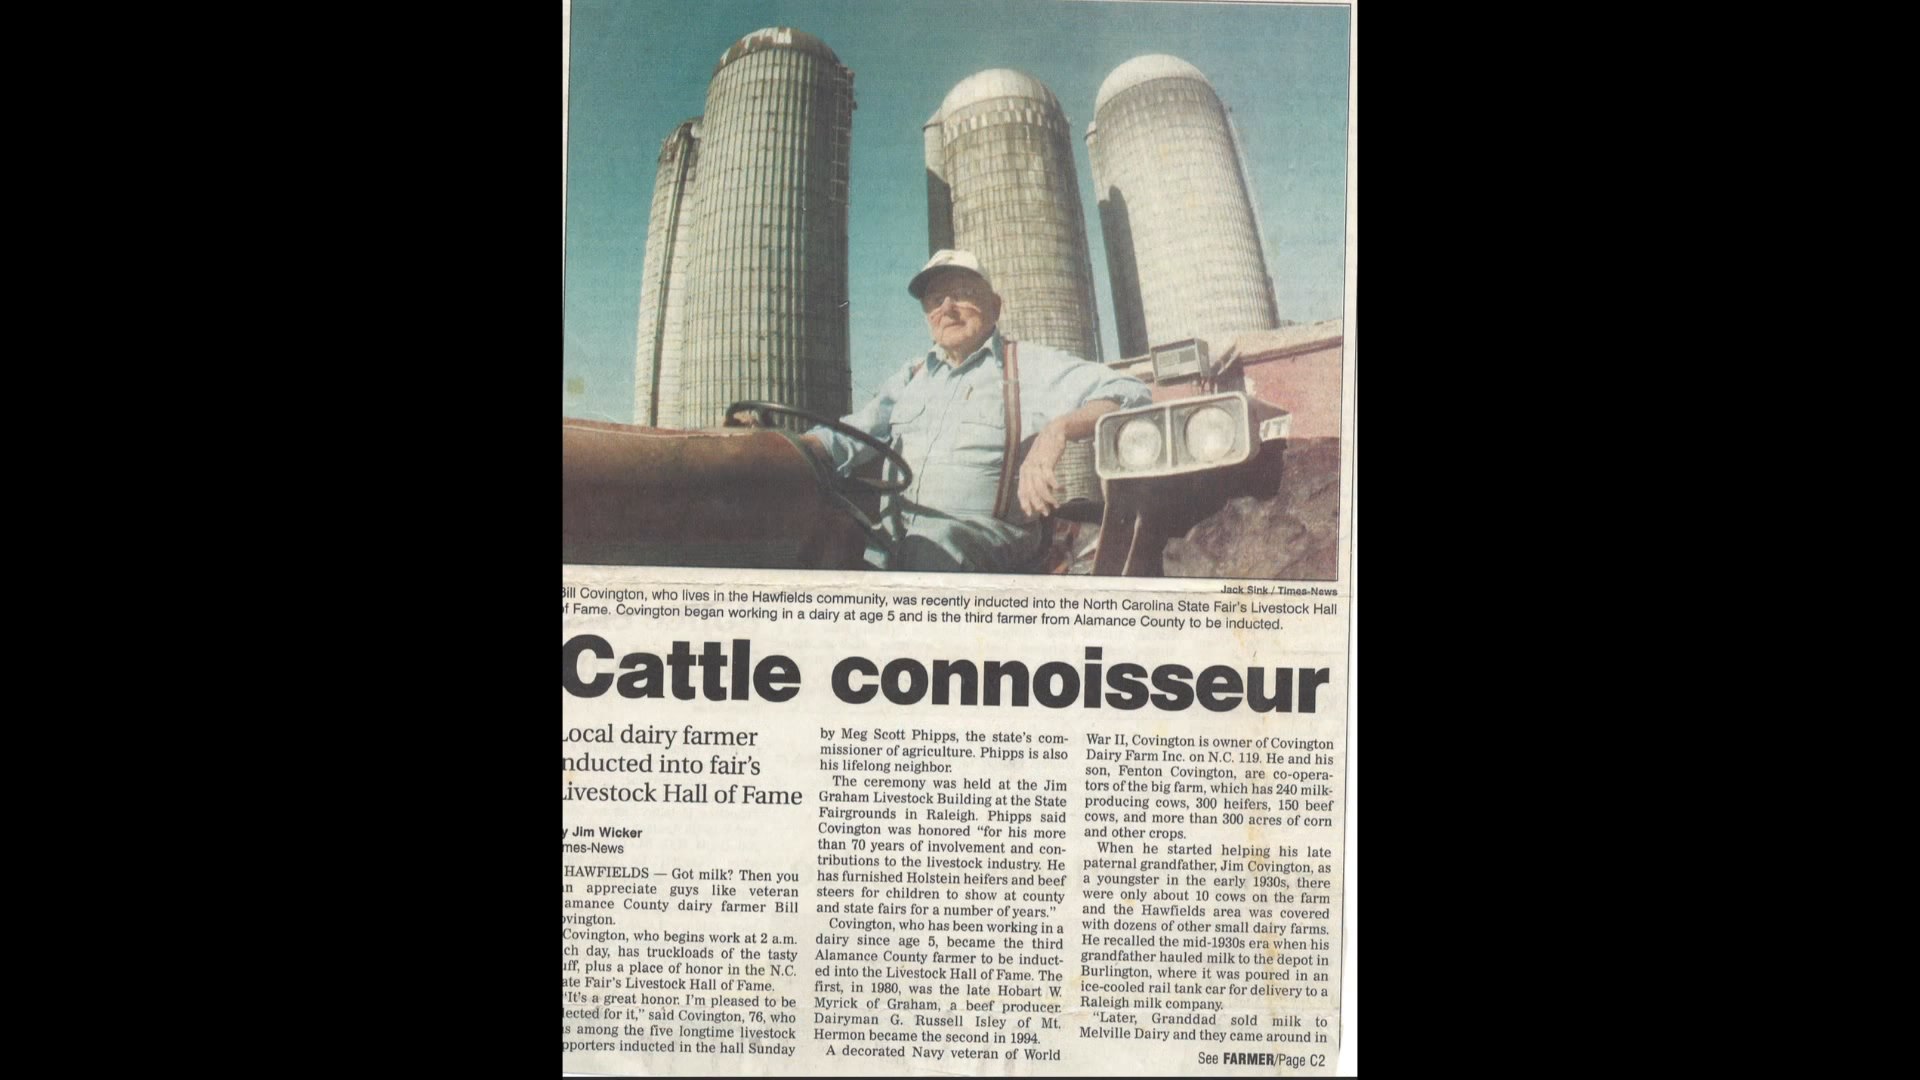 Jack Sink / Times-News
Bill Covington, who lives in the Hawfields community, was recently inducted into the North Carolina State Fair's Livestock Hall
of Fame. Covington began working in a dairy at age 5 and is the third farmer from Alamance County to be inducted.
Cattle connoisseur
Local dairy farmer
nducted into fair's
Livestock Hall of Fame
y Jim Wicker
mes-News
HAWFIELDS — Got milk? Then you
n appreciate guys like veteran
amance County dairy farmer Bill
ovington.
Covington, who begins work at 2 a.m.
ch day, has truckloads of the tasty
uff, plus a place of honor in the N.C.
ate Fair's Livestock Hall of Fame.
"It's a great honor. I'm pleased to be
lected for it," said Covington, 76, who
s among the five longtime livestock
pporters inducted in the hall Sunday
by Meg Scott Phipps, the state's com-
missioner of agriculture. Phipps is also
his lifelong neighbor.
The ceremony was held at the Jim
Graham Livestock Building at the State
Fairgrounds in Raleigh. Phipps said
Covington was honored "for his more
than 70 years of involvement and con-
tributions to the livestock industry. He
has furnished Holstein heifers and beef
steers for children to show at county
and state fairs for a number of years."
Covington, who has been working in a
dairy since age 5, became the third
Alamance County farmer to be induct-
ed into the Livestock Hall of Fame. The
first, in 1980, was the late Hobart W.
Myrick of Graham, a beef producer.
Dairyman G. Russell Isley of Mt.
Hermon became the second in 1994.
A decorated Navy veteran of World
War II, Covington is owner of Covington
Dairy Farm Inc. on N.C. 119. He and his
son, Fenton Covington, are co-opera-
tors of the big farm, which has 240 milk-
producing cows, 300 heifers, 150 beef
cows, and more than 300 acres of corn
and other crops.
When he started helping his late
paternal grandfather, Jim Covington, as
a youngster in the early 1930s, there
were only about 10 cows on the farm
and the Hawfields area was covered
with dozens of other small dairy farms.
He recalled the mid-1930s era when his
grandfather hauled milk to the depot in
Burlington, where it was poured in an
ice-cooled rail tank car for delivery to a
Raleigh milk company.
"Later, Granddad sold milk to
Melville Dairy and they came around in
See FARMER/Page C2